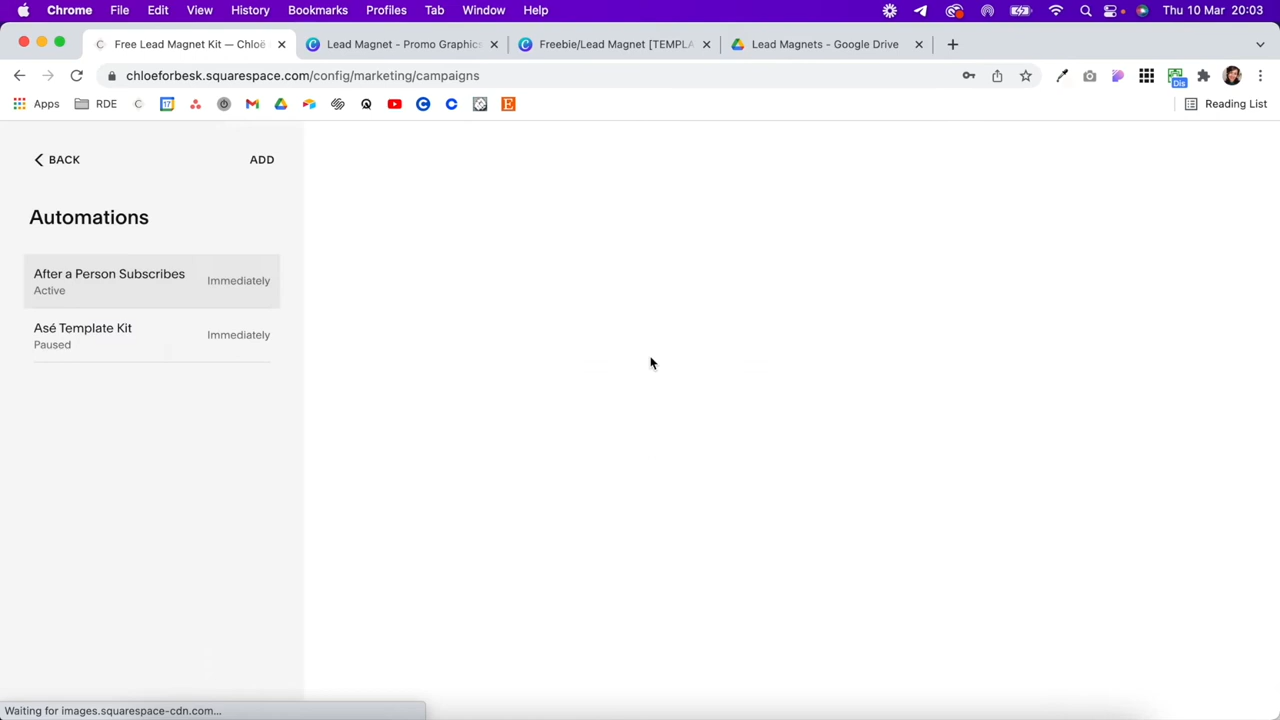 Chrome File Edit View History Bookmarks Profiles Tab Window Help Thu 10 Mar 20:03
Free Lead Magnet Kit — Chloë Lead Magnet - Promo Graphics Freebie/Lead Magnet [TEMPLA Lead Magnets - Google Drive
chloeforbesk.squarespace.com/config/marketing/campaigns
Dis
Apps RDE Reading List
BACK ADD
Automations
After a Person Subscribes
Immediately
Active
Asé Template Kit
Immediately
Paused
Waiting for images.squarespace-cdn.com...